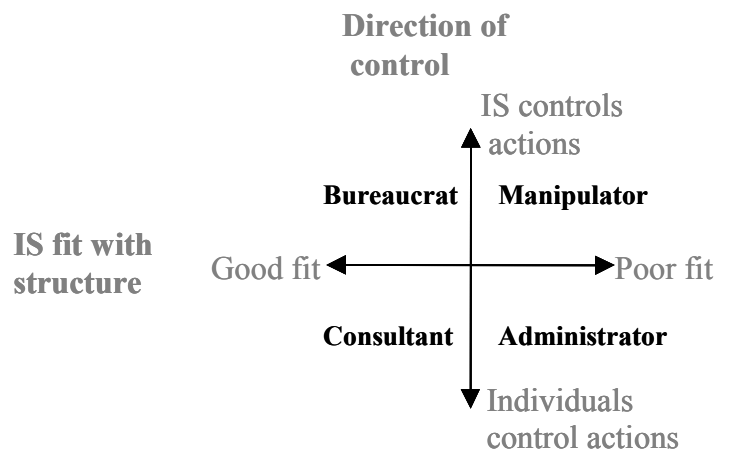 Direction of
control
IS controls
actions
Bureaucrat
Manipulator
IS fit with
structure
Good fit
Poor fit
Consultant
Administrator
Individuals
control actions